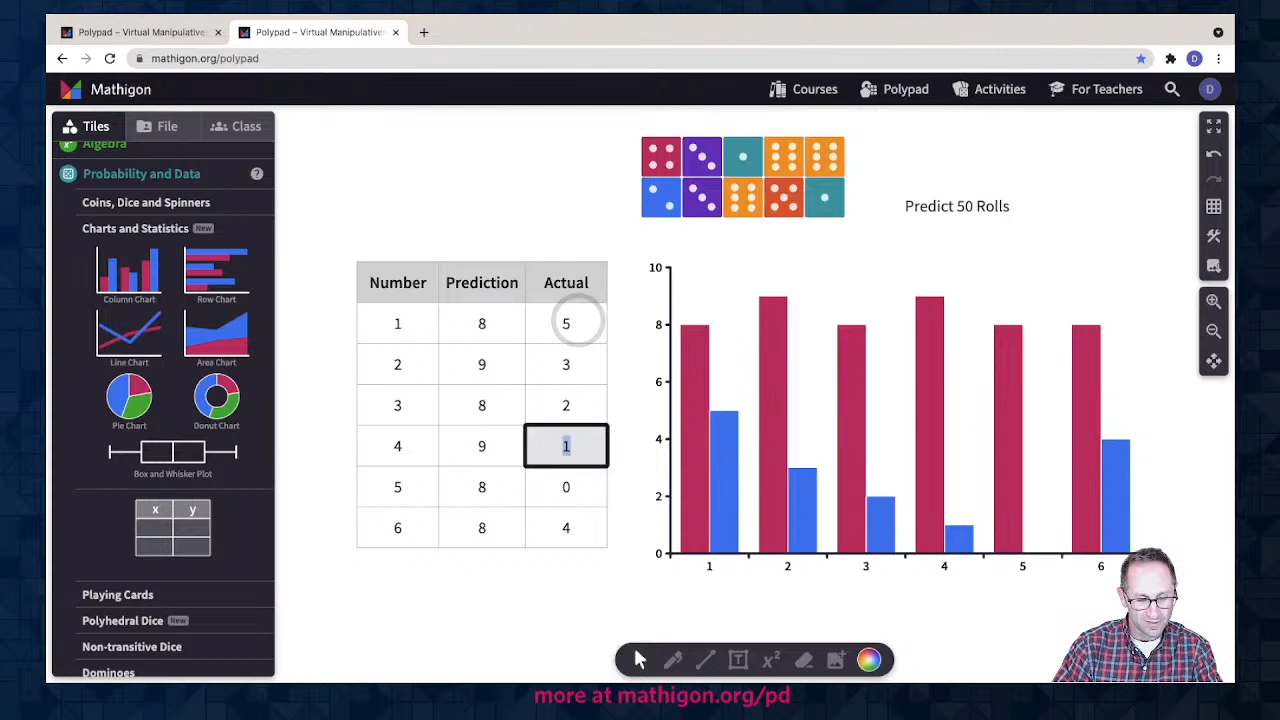 Polypad – Virtual Manipulatives
Polypad – Virtual Manipulatives
mathigon.org/polypad
D
Mathigon
Courses
Polypad
Activities
For Teachers
D
Tiles
File
Class
Algebra
Probability and Data
Coins, Dice and Spinners
Charts and Statistics New
Column Chart
Row Chart
Line Chart
Area Chart
Pie Chart
Donut Chart
Box and Whisker Plot
x y
Playing Cards
Polyhedral Dice New
Non-transitive Dice
Dominoes
Predict 50 Rolls
Number Prediction Actual
1 8 5
2 9 3
3 8 2
4 9 1
5 8 0
6 8 4
10
8
6
4
2
0
1 2 3 4 5 6
T
x²
more at mathigon.org/pd